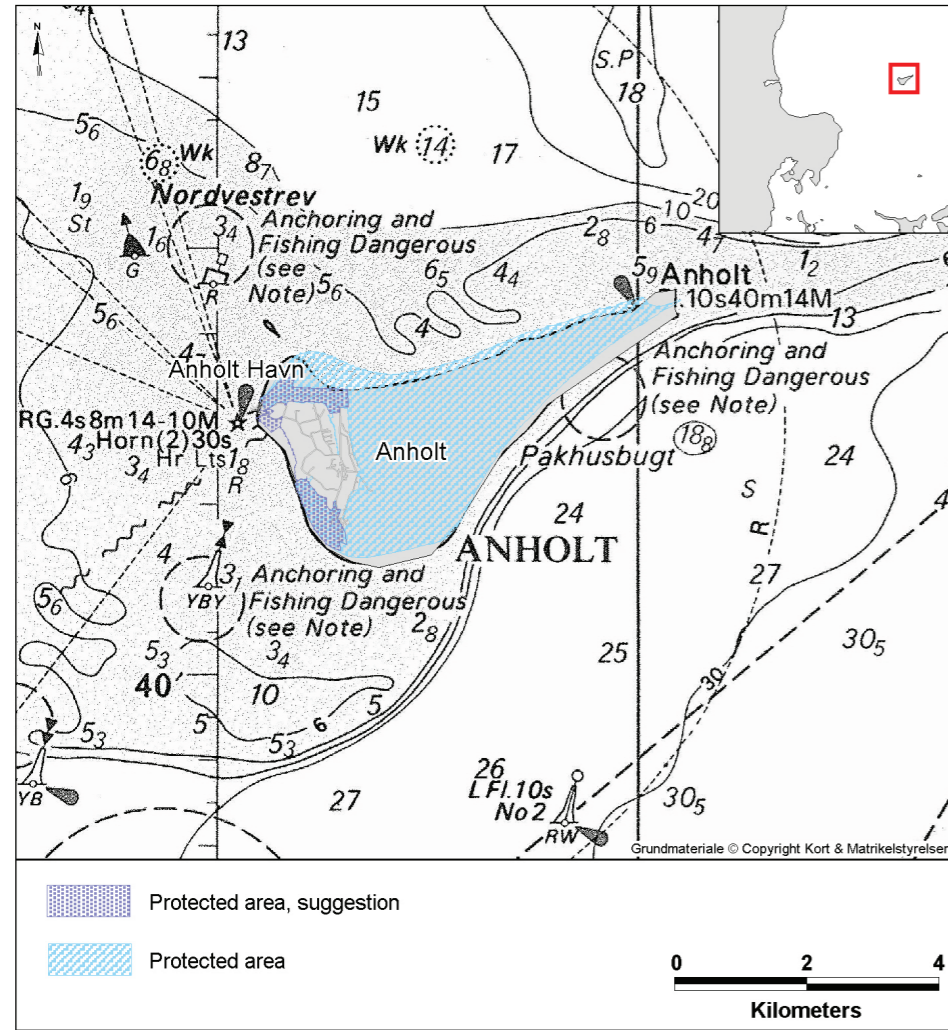 N
13
15
S.P
18
5₆
6₈ Wk
8₇
Wk 14
17
Nordvestrev
1₉
St
1₆
G
3₄
R
Anchoring and
Fishing Dangerous
(see
Note)
5₆
6₅
4₄
2₈
6
10
20
4₇
1₂
6
5₉
Anholt
.10s40m14M
13
5₆
4
4
Anholt Havn
RG.4s8m14-10M
Horn(2)30s
Hr Lts
1₈
R
4₃
3₄
6
Anholt
Anchoring and
Fishing Dangerous
(see Note)
18₈
Pakhusbugt
24
24
S
R
4
ANHOLT
27
4
YBY
3₁
Anchoring and
Fishing Dangerous
(see Note)
5₆
2₈
5₃
3₄
40'
10
5
6
5
5₃
5₃
25
30₅
30
YB
27
26
LFl.10s
No2
RW
30₅
Grundmateriale © Copyright Kort & Matrikelstyrelsen
Protected area, suggestion
Protected area
0 2 4
Kilometers